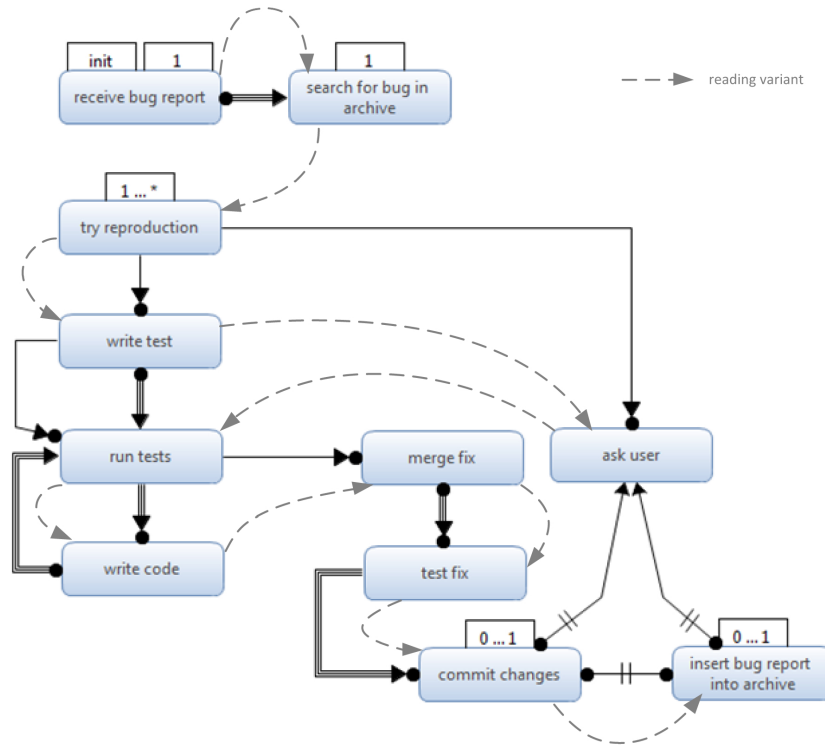 init
1
1
receive bug report
search for bug in
archive
reading variant
1 ... *
try reproduction
write test
run tests
merge fix
ask user
write code
test fix
0 ... 1
0 ... 1
commit changes
insert bug report
into archive